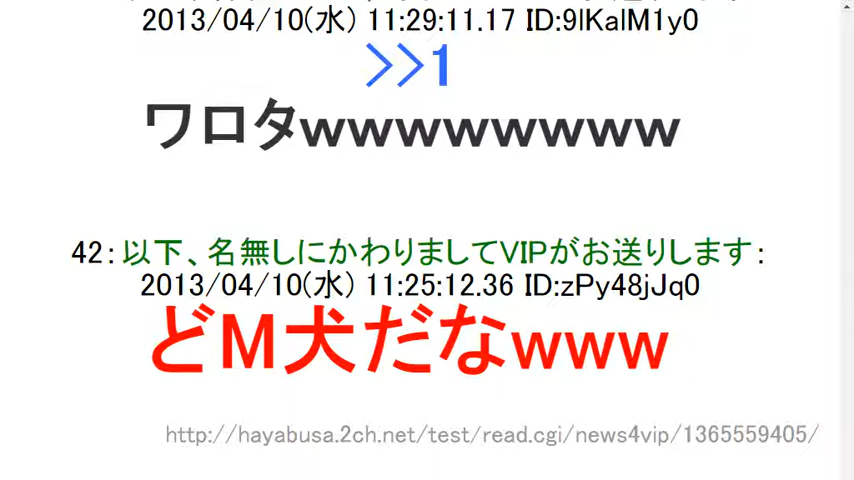 2013/04/10(水) 11:29:11.17 ID:9lKalM1y0
>>1
ワロタwwwwwwww
42：以下、名無しにかわりましてVIPがお送りします：
2013/04/10(水) 11:25:12.36 ID:zPy48jJq0
どM犬だなwww
http://hayabusa.2ch.net/test/read.cgi/news4vip/1365559405/